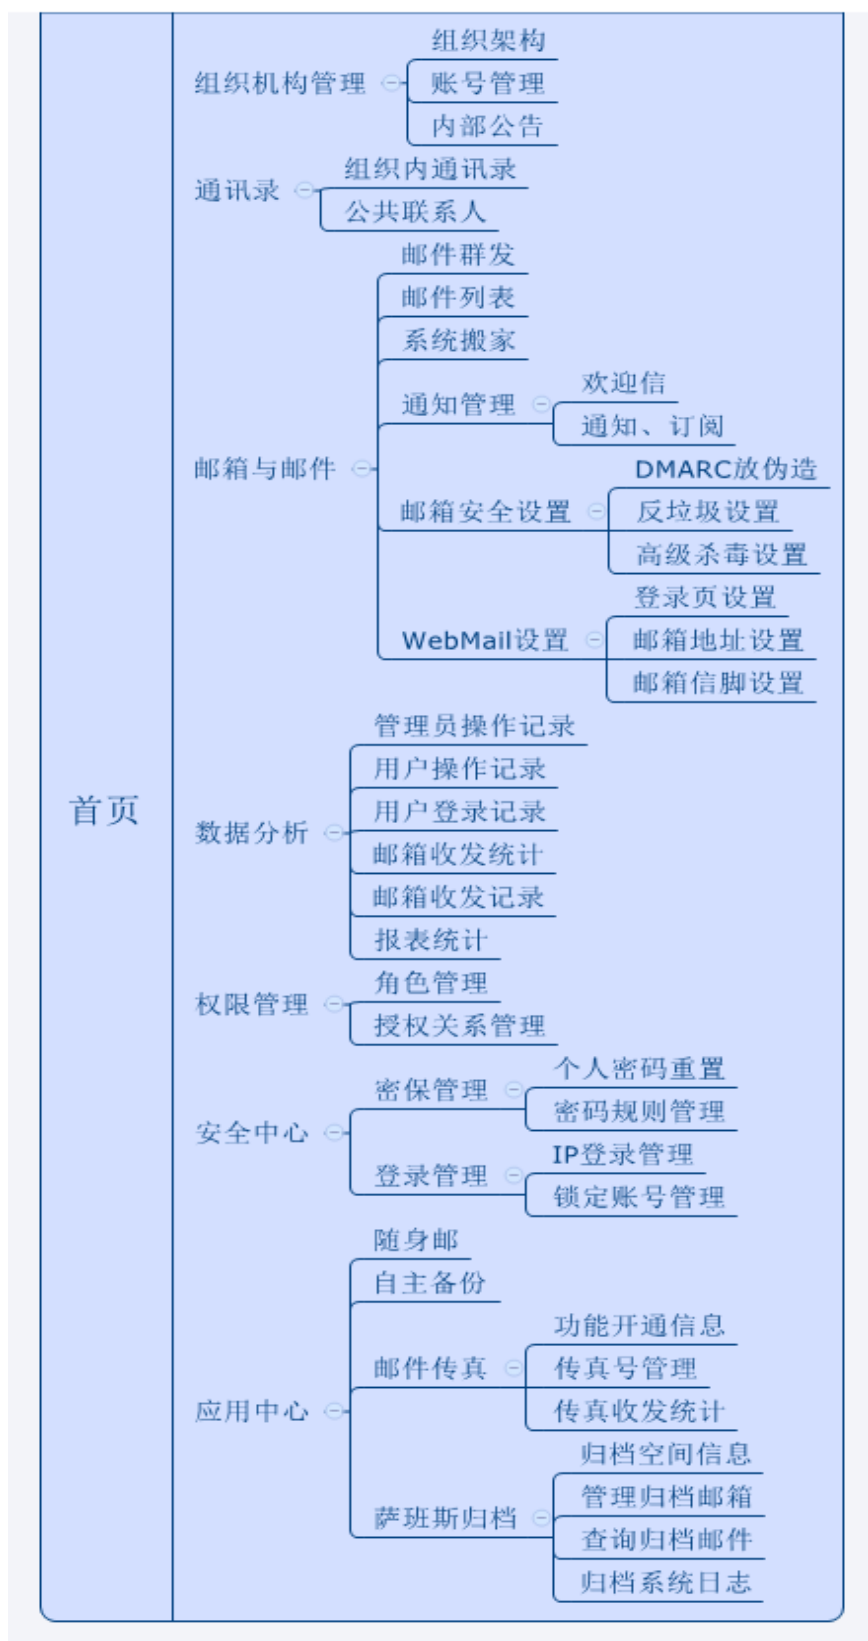 首页
组织机构管理
组织架构
账号管理
内部公告
通讯录
组织内通讯录
公共联系人
邮箱与邮件
邮件群发
邮件列表
系统搬家
通知管理
欢迎信
通知、订阅
邮箱安全设置
DMARC放伪造
反垃圾设置
高级杀毒设置
WebMail设置
登录页设置
邮箱地址设置
邮箱信脚设置
数据分析
管理员操作记录
用户操作记录
用户登录记录
邮箱收发统计
邮箱收发记录
报表统计
权限管理
角色管理
授权关系管理
安全中心
密保管理
个人密码重置
密码规则管理
登录管理
IP登录管理
锁定账号管理
应用中心
随身邮
自主备份
邮件传真
功能开通信息
传真号管理
传真收发统计
萨班斯归档
归档空间信息
管理归档邮箱
查询归档邮件
归档系统日志